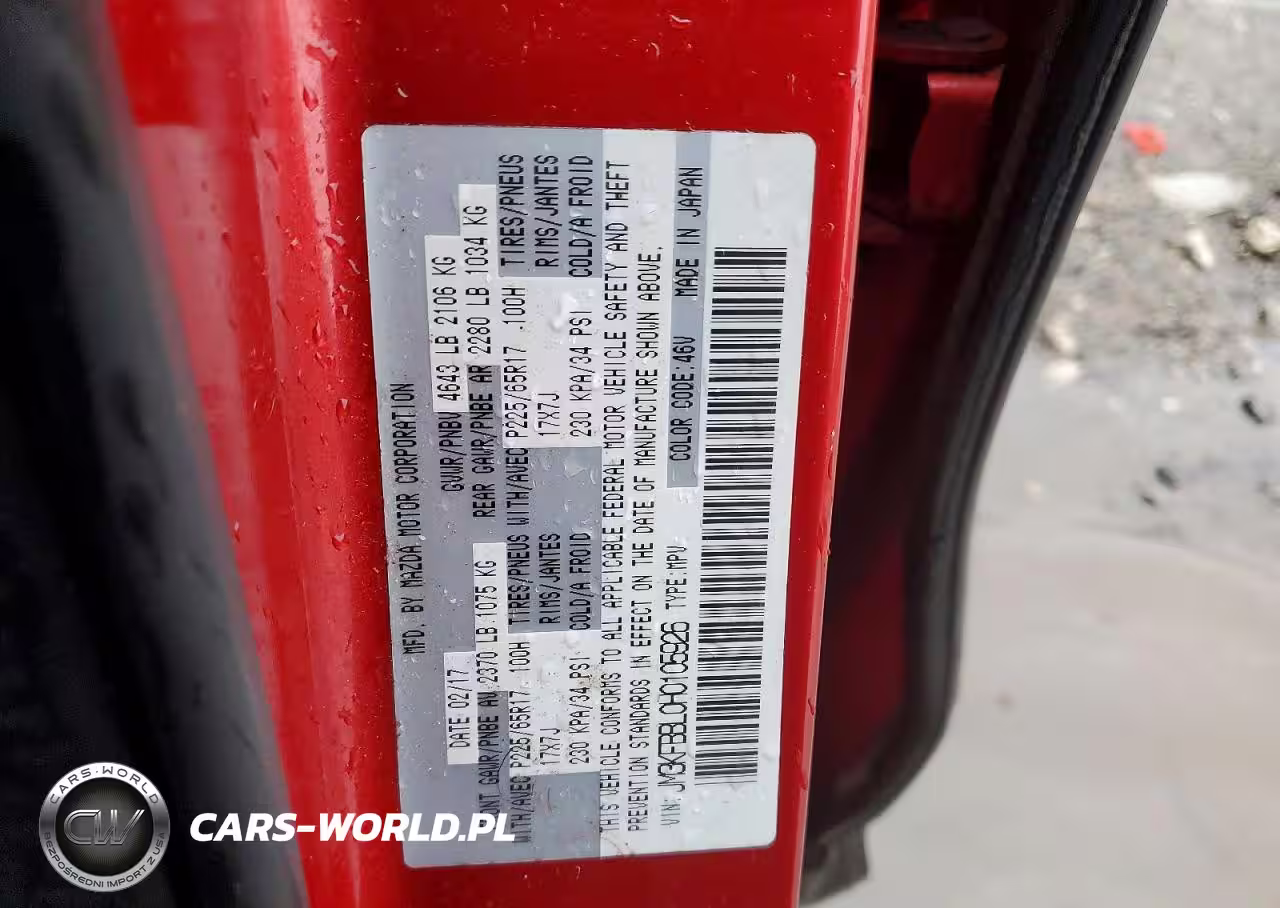 MFD. BY MAZDA MOTOR CORPORATION
DATE 02/17 GVWR/PNBV 4643 LB 2106 KG
ONT GAWR/PNBE AV 2370 LB 1075 KG REAR GAWR/PNBE AR 2280 LB 1034 KG
WITH/AVEC P225/65R17 100H TIRES/PNEUS WITH/AVEC P225/65R17 100H TIRES/PNEUS
17X7J RIMS/JANTES 17X7J RIMS/JANTES
230 KPA/34 PSI COLD/A FROID 230 KPA/34 PSI COLD/A FROID
THIS VEHICLE CONFORMS TO ALL APPLICABLE FEDERAL MOTOR VEHICLE SAFETY AND THEFT
PREVENTION STANDARDS IN EFFECT ON THE DATE OF MANUFACTURE SHOWN ABOVE.
VIN: JM3KFBBL0H0105926 TYPE:MPV COLOR CODE:46V MADE IN JAPAN
CARS-WORLD
CW
BEZPOŚREDNI IMPORT Z USA
CARS-WORLD.PL